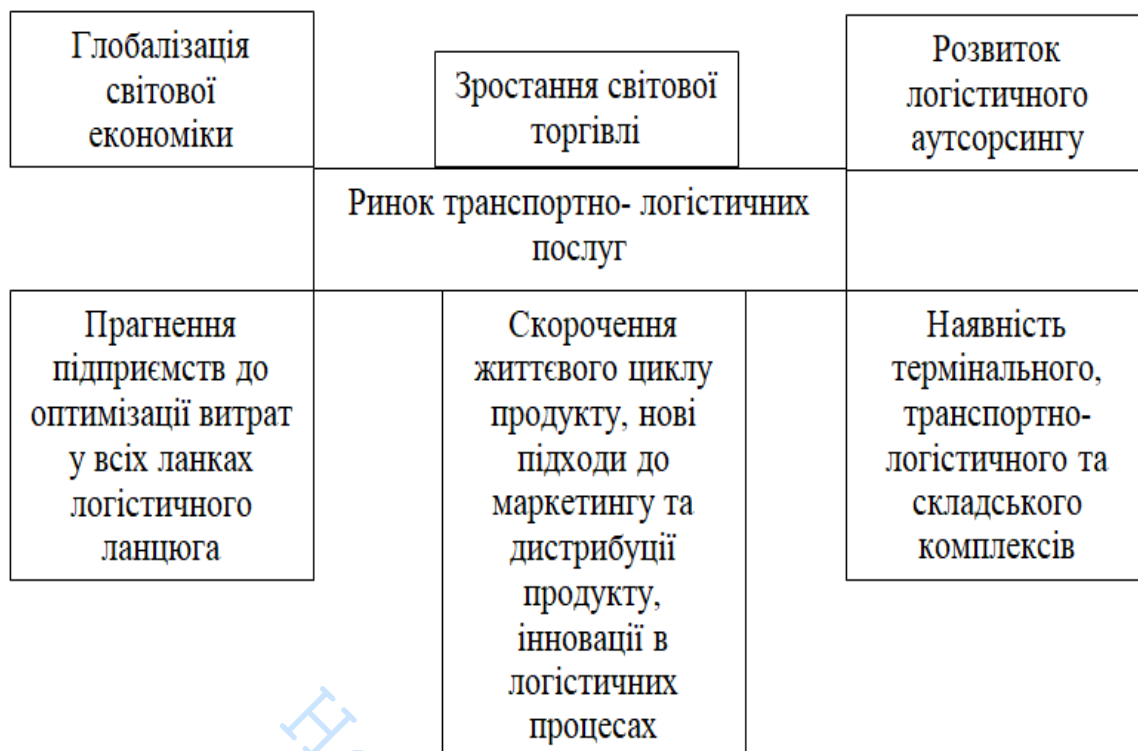 Глобалізація
світової
економіки
Зростання світової
торгівлі
Розвиток
логістичного
аутсорсингу
Ринок транспортно- логістичних
послуг
Прагнення
підприємств до
оптимізації витрат
у всіх ланках
логістичного
ланцюга
Скорочення
життєвого циклу
продукту, нові
підходи до
маркетингу та
дистрибуції
продукту,
інновації в
логістичних
процесах
Наявність
термінального,
транспортно-
логістичного та
складського
комплексів